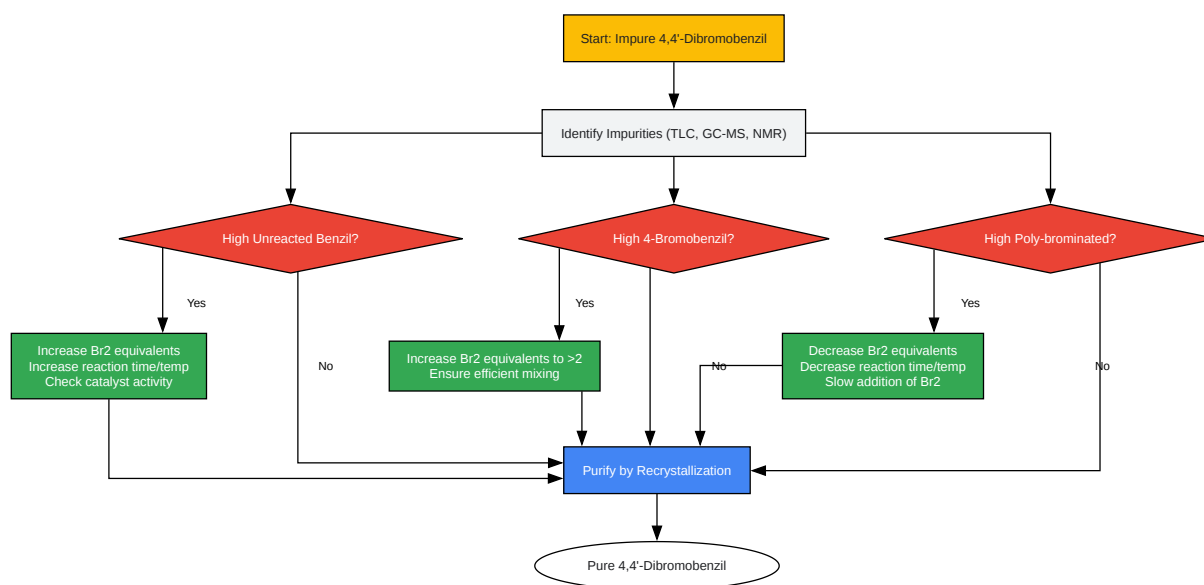 Start: Impure 4,4'-Dibromobenzil
Identify Impurities (TLC, GC-MS, NMR)
High Unreacted Benzil?
High 4-Bromobenzil?
High Poly-brominated?
Yes
Yes
Yes
Increase Br2 equivalents
Increase reaction time/temp
Check catalyst activity
No
Increase Br2 equivalents to >2
Ensure efficient mixing
No
Decrease Br2 equivalents
Decrease reaction time/temp
Slow addition of Br2
No
Purify by Recrystallization
Pure 4,4'-Dibromobenzil